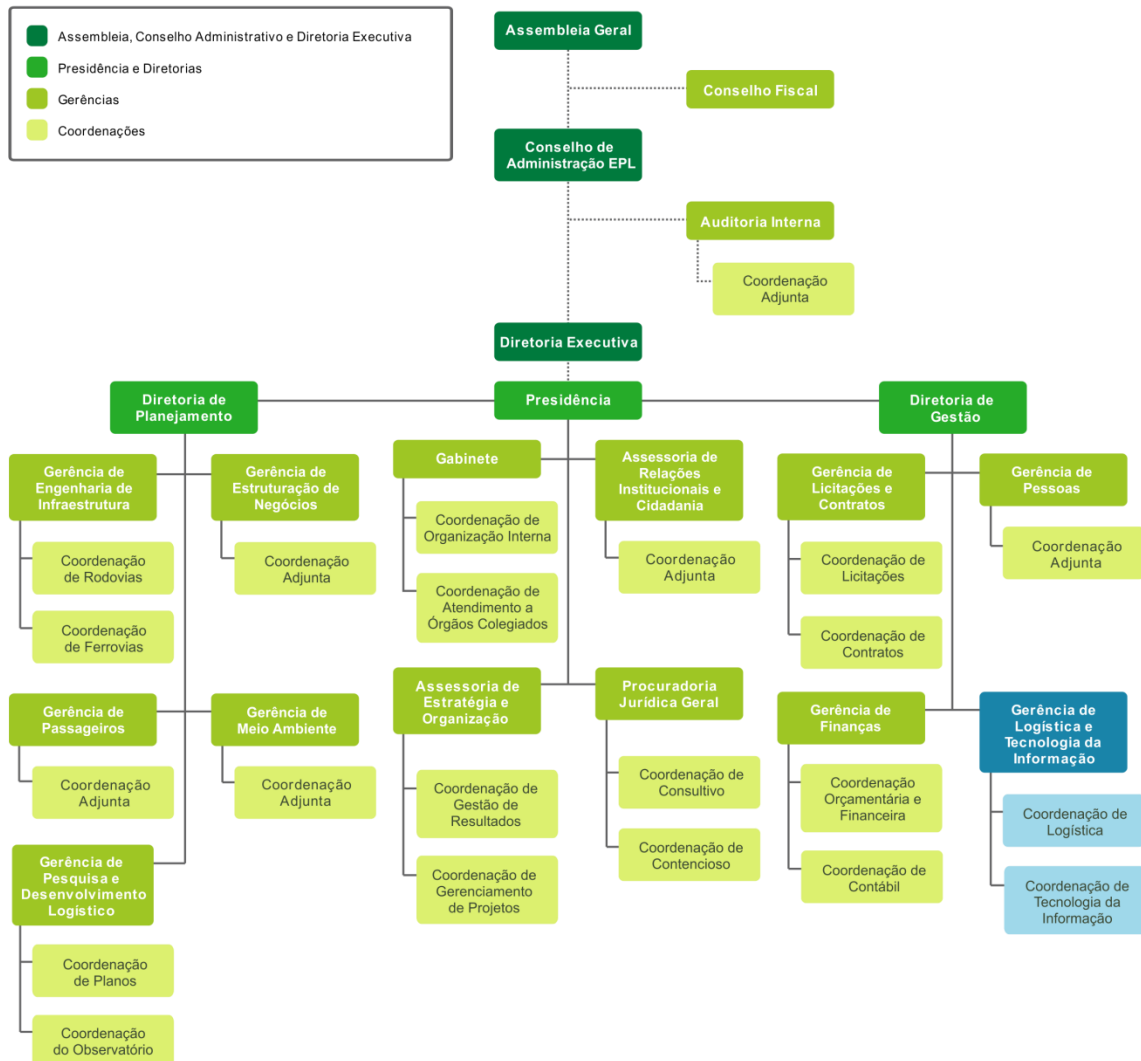 Assembleia, Conselho Administrativo e Diretoria Executiva
Presidência e Diretorias
Gerências
Coordenações
Assembleia Geral
Conselho Fiscal
Conselho de
Administração EPL
Auditoria Interna
Coordenação
Adjunta
Diretoria Executiva
Diretoria de
Planejamento
Presidência
Diretoria de
Gestão
Gerência de
Engenharia de
Infraestrutura
Coordenação
de Rodovias
Coordenação
de Ferrovias
Gerência de
Estruturação de
Negócios
Coordenação
Adjunta
Gerência de
Passageiros
Coordenação
Adjunta
Gerência de
Meio Ambiente
Coordenação
Adjunta
Gerência de
Pesquisa e
Desenvolvimento
Logístico
Coordenação
de Planos
Coordenação
do Observatório
Gabinete
Coordenação de
Organização Interna
Coordenação de
Atendimento a
Órgãos Colegiados
Assessoria de
Relações
Institucionais e
Cidadania
Coordenação
Adjunta
Assessoria de
Estratégia e
Organização
Coordenação de
Gestão de
Resultados
Coordenação de
Gerenciamento
de Projetos
Procuradoria
Jurídica Geral
Coordenação de
Consultivo
Coordenação de
Contencioso
Gerência de
Licitações e
Contratos
Coordenação de
Licitações
Coordenação de
Contratos
Gerência de
Pessoas
Coordenação
Adjunta
Gerência de
Finanças
Coordenação
Orçamentária e
Financeira
Coordenação de
Contábil
Gerência de
Logística e
Tecnologia da
Informação
Coordenação de
Logística
Coordenação de
Tecnologia da
Informação